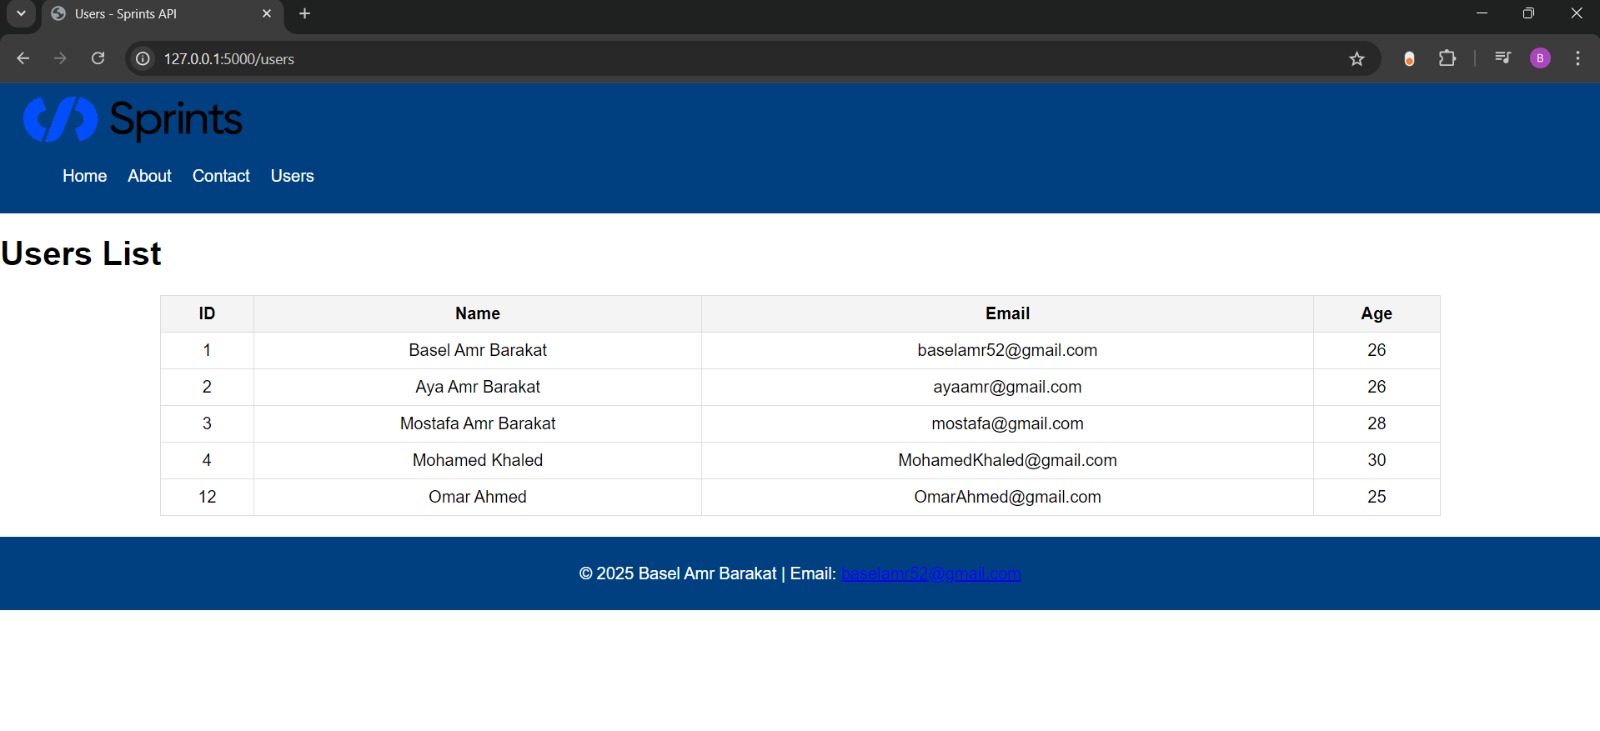 Users - Sprints API
127.0.0.1:5000/users
B
Sprints
Home About Contact Users
Users List
ID Name Email Age
1 Basel Amr Barakat baselamr52@gmail.com 26
2 Aya Amr Barakat ayaamr@gmail.com 26
3 Mostafa Amr Barakat mostafa@gmail.com 28
4 Mohamed Khaled MohamedKhaled@gmail.com 30
12 Omar Ahmed OmarAhmed@gmail.com 25
© 2025 Basel Amr Barakat | Email: baselamr52@gmail.com